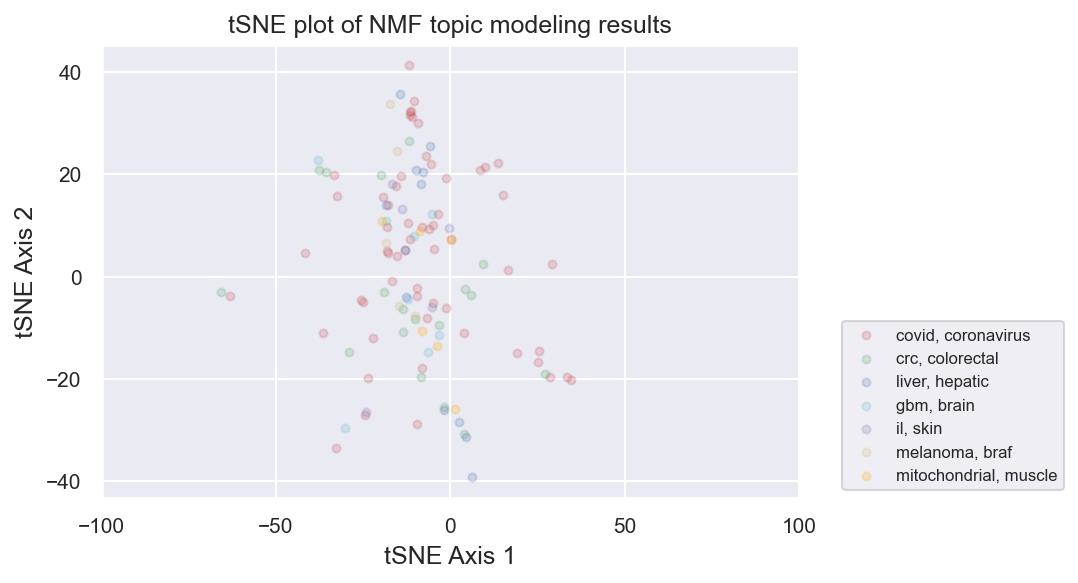 tSNE plot of NMF topic modeling results
40
20
0
−20
−40
tSNE Axis 2
−100
−50
0
50
100
tSNE Axis 1
covid, coronavirus
crc, colorectal
liver, hepatic
gbm, brain
il, skin
melanoma, braf
mitochondrial, muscle